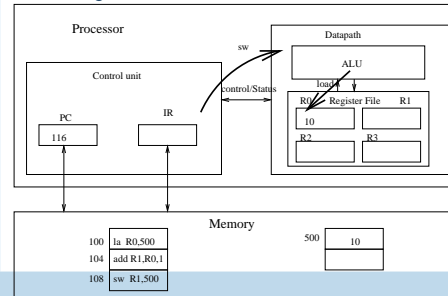 Processor
Datapath
sw
ALU
Control unit
load
control/Status
R0 Register File R1
PC
IR
116
10
R2
R3
Memory
100 la R0,500
500 10
104 add R1,R0,1
108 sw R1,500